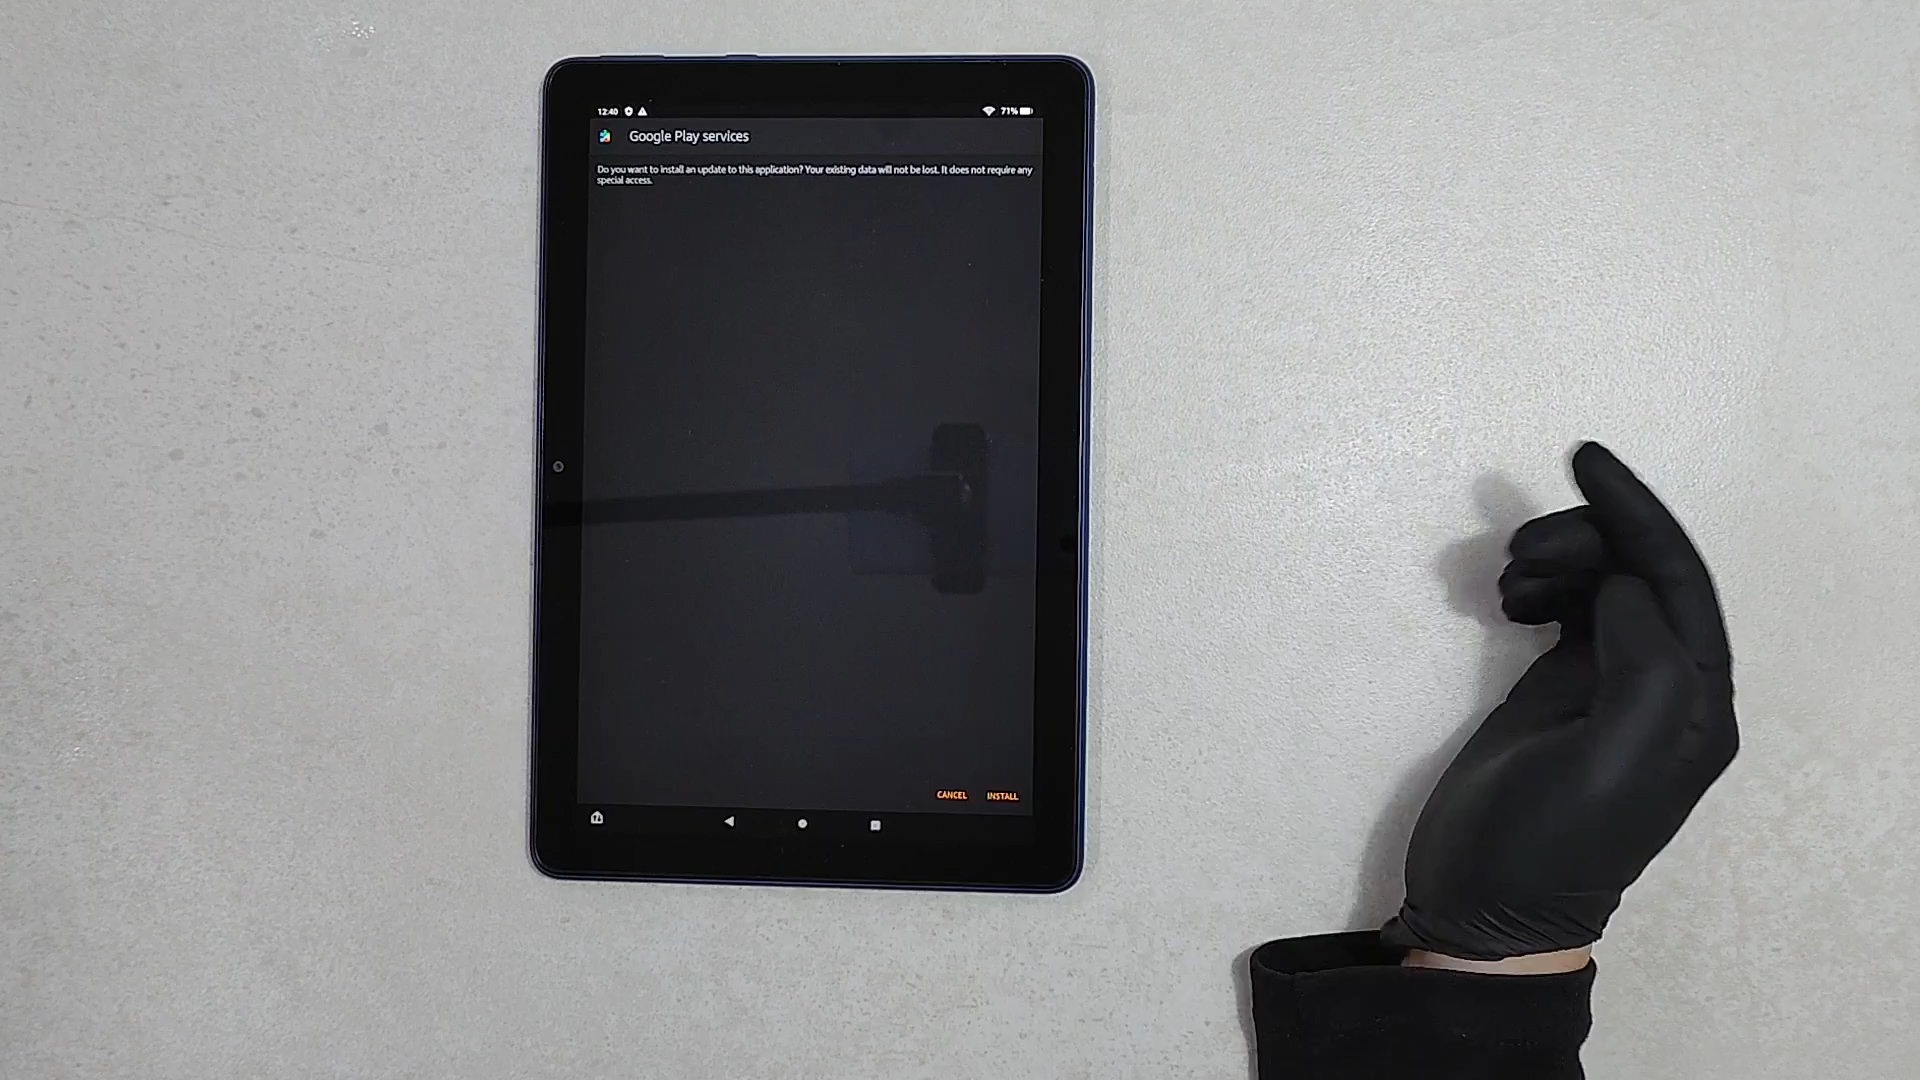 12:40 71%
Google Play services
Do you want to install an update to this application? Your existing data will not be lost. It does not require any
special access.
CANCEL INSTALL